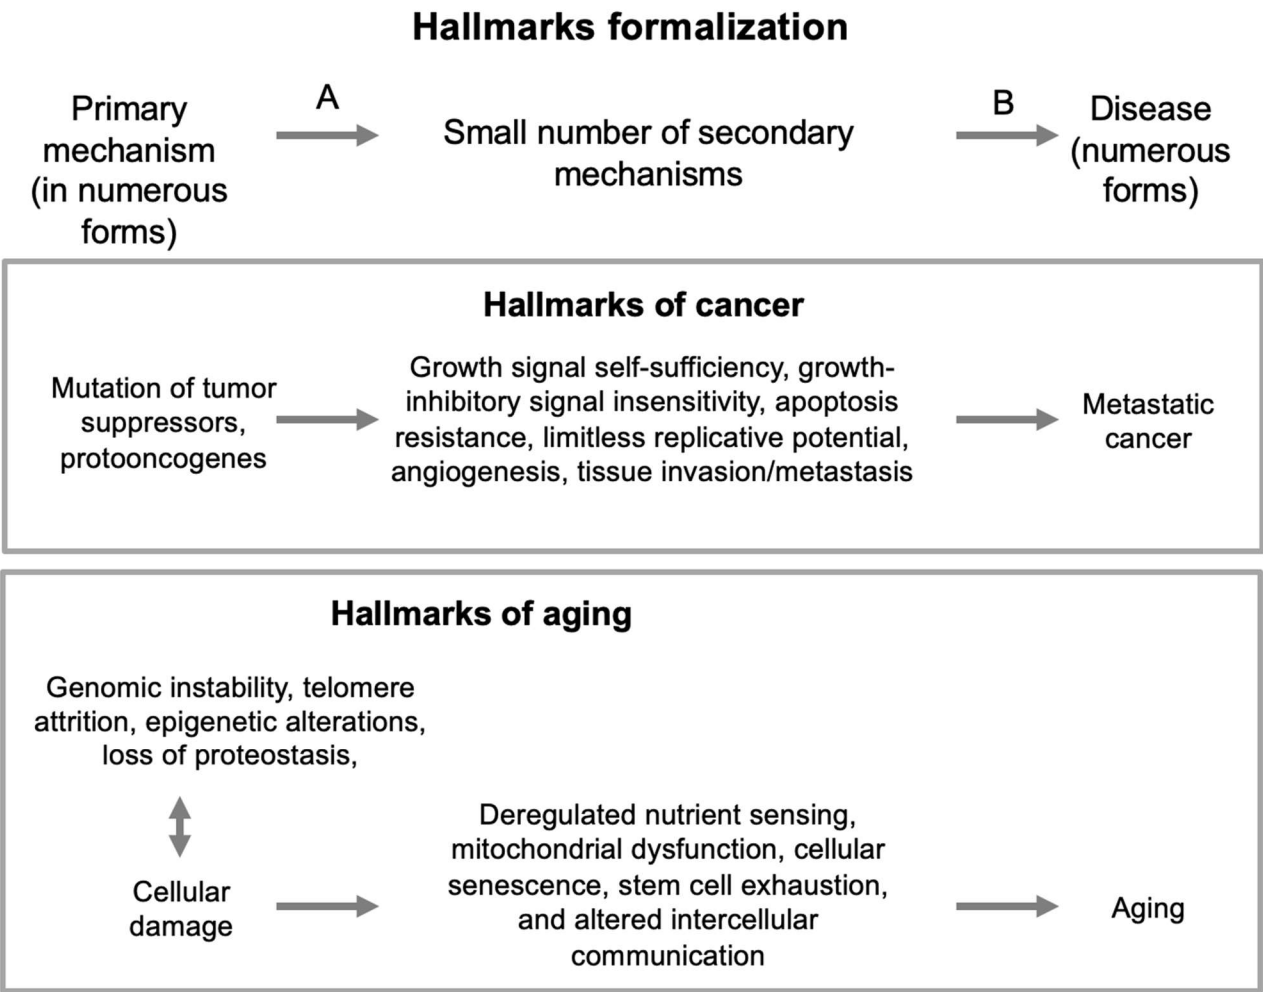 Hallmarks formalization
Primary
mechanism
(in numerous
forms)
A
Small number of secondary
mechanisms
B
Disease
(numerous
forms)
Hallmarks of cancer
Mutation of tumor
suppressors,
protooncogenes
Growth signal self-sufficiency, growth-
inhibitory signal insensitivity, apoptosis
resistance, limitless replicative potential,
angiogenesis, tissue invasion/metastasis
Metastatic
cancer
Hallmarks of aging
Genomic instability, telomere
attrition, epigenetic alterations,
loss of proteostasis,
Cellular
damage
Deregulated nutrient sensing,
mitochondrial dysfunction, cellular
senescence, stem cell exhaustion,
and altered intercellular
communication
Aging